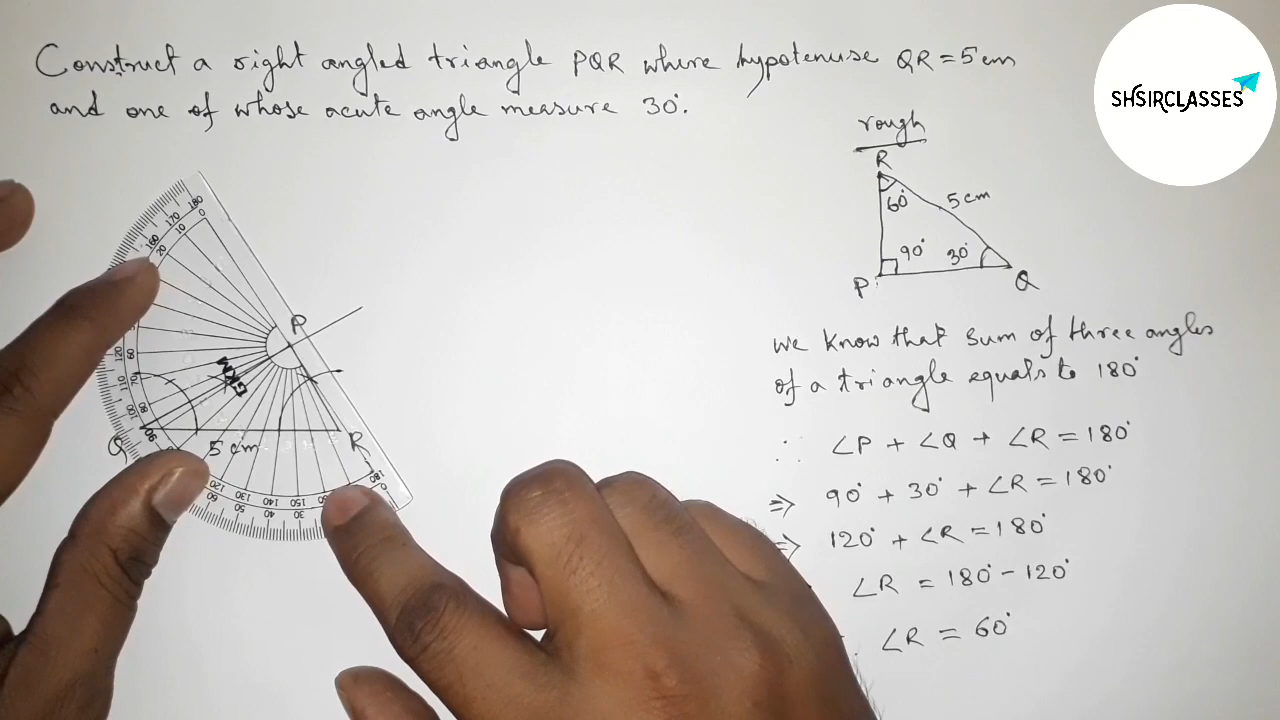 Construct a right angled triangle PQR where hypotenuse QR = 5 cm
and one of whose acute angle measure 30°.
SHSIRCLASSES
rough
R
60° 5 cm
90° 30°
P Q
we know that sum of three angles
of a triangle equals to 180°
∴ ∠P + ∠Q + ∠R = 180°
⇒ 90° + 30° + ∠R = 180°
⇒ 120° + ∠R = 180°
∠R = 180° - 120°
∠R = 60°
P
GKM
Q 5 cm R